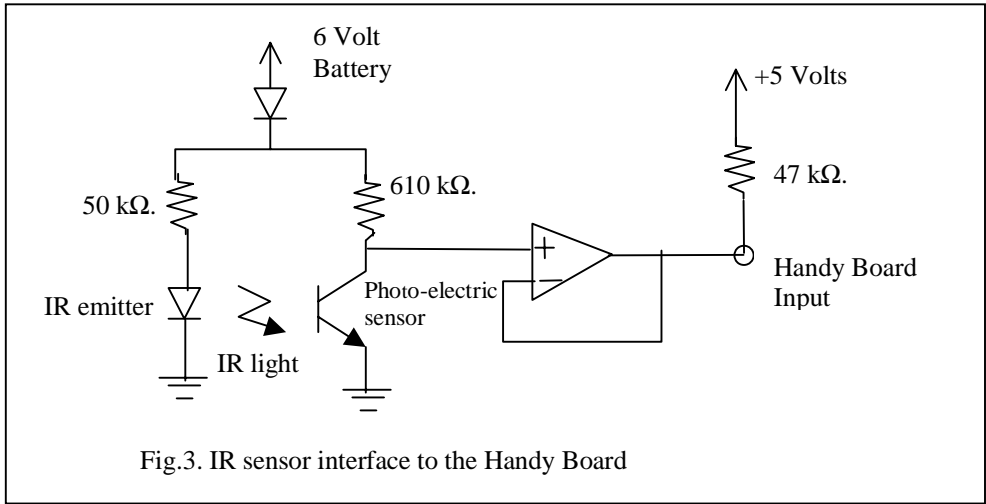 6 Volt
Battery
+5 Volts
50 kΩ.
610 kΩ.
47 kΩ.
IR emitter
IR light
Photo-electric
sensor
+
−
Handy Board
Input
Fig.3. IR sensor interface to the Handy Board